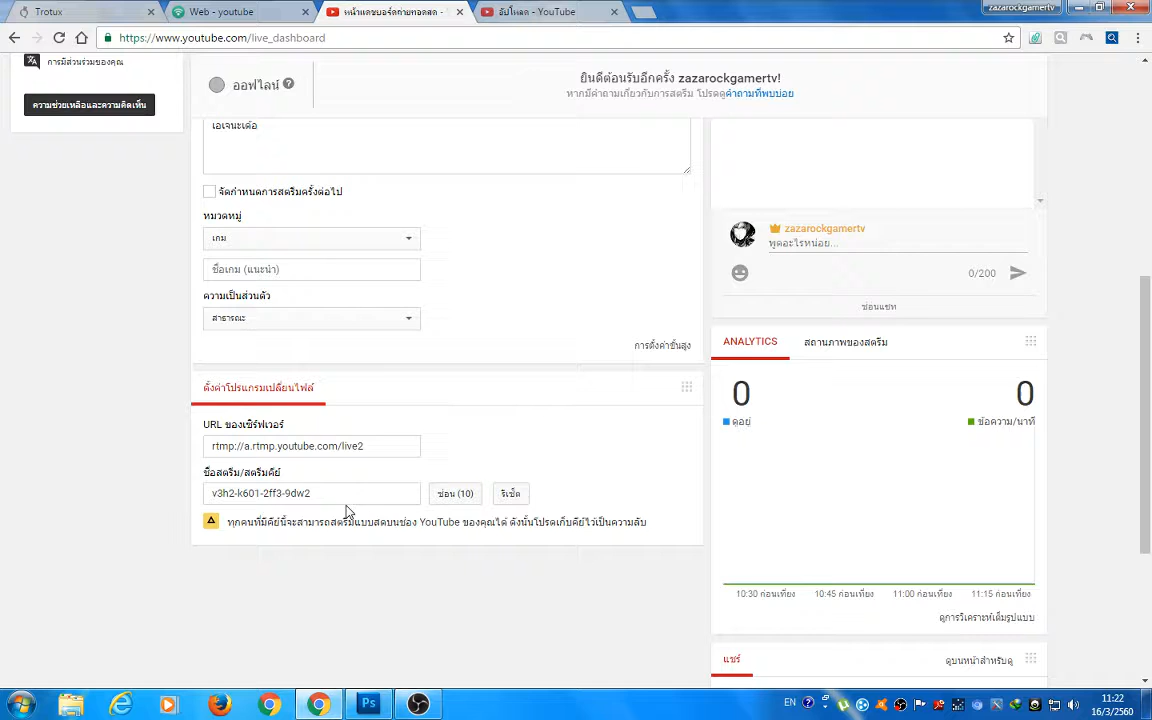 Trotux
Web - youtube
หน้าแดชบอร์ดถ่ายทอดสด -
อัปโหลด - YouTube
zazarockgamertv
https://www.youtube.com/live_dashboard
การมีส่วนร่วมของคุณ
ความช่วยเหลือและความคิดเห็น
ออฟไลน์
ยินดีต้อนรับอีกครั้ง zazarockgamertv!
หากมีคำถามเกี่ยวกับการสตรีม โปรดดูคำถามที่พบบ่อย
เอเจนะเด้อ
จัดกำหนดการสตรีมครั้งต่อไป
หมวดหมู่
เกม
ชื่อเกม (แนะนำ)
ความเป็นส่วนตัว
สาธารณะ
การตั้งค่าขั้นสูง
zazarockgamertv
พูดอะไรหน่อย...
0/200
ซ่อนแชท
ตั้งค่าโปรแกรมเปลี่ยนไฟล์
URL ของเซิร์ฟเวอร์
rtmp://a.rtmp.youtube.com/live2
ชื่อสตรีม/สตรีมคีย์
v3h2-k601-2ff3-9dw2
ซ่อน (10)
รีเซ็ต
ทุกคนที่มีคีย์นี้จะสามารถสตรีมแบบสดบนช่อง YouTube ของคุณได้ ดังนั้นโปรดเก็บคีย์ไว้เป็นความลับ
ANALYTICS
สถานภาพของสตรีม
0
0
ดูอยู่
ข้อความ/นาที
10:30 ก่อนเที่ยง
10:45 ก่อนเที่ยง
11:00 ก่อนเที่ยง
11:15 ก่อนเที่ยง
ดูการวิเคราะห์เต็มรูปแบบ
แชร์
ดูบนหน้าสำหรับดู
Ps
EN
11:22
16/3/2560